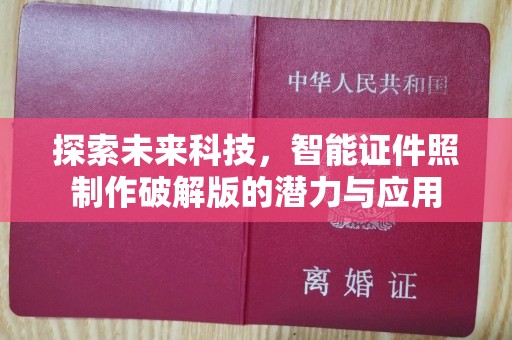 中华人民共和国
探索未来科技，智能证件照
制作破解版的潜力与应用
离婚证